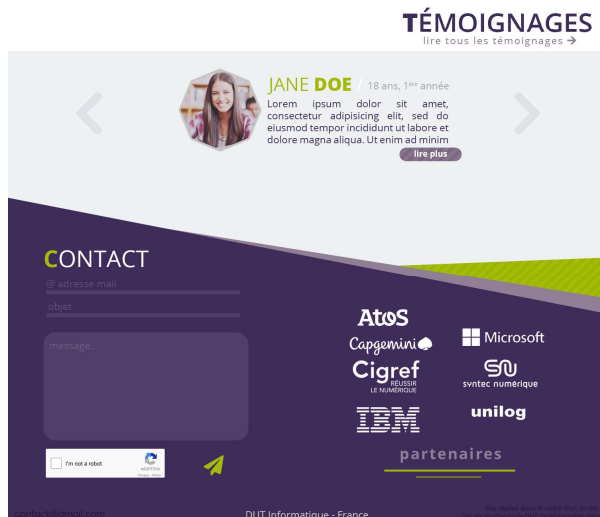 TÉMOIGNAGES
lire tous les témoignages
JANE DOE / 18 ans, 1ère année
Lorem ipsum dolor sit amet,
consectetur adipisicing elit, sed do
eiusmod tempor incididunt ut labore et
dolore magna aliqua. Ut enim ad minim
lire plus
CONTACT
@ adresse mail
objet
message...
I'm not a robot
reCAPTCHA
Atos
Capgemini
Microsoft
Cigref
RÉUSSIR
LE NUMÉRIQUE
syntec numérique
IBM
unilog
partenaires
contact@gmail.com
DUT Informatique - France